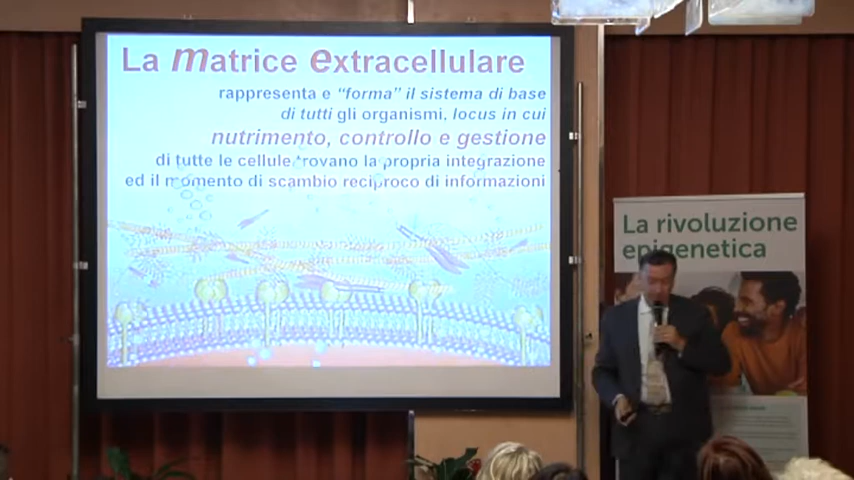 La matrice extracellulare
rappresenta e “forma” il sistema di base
di tutti gli organismi, locus in cui
nutrimento, controllo e gestione
di tutte le cellule trovano la propria integrazione
ed il momento di scambio reciproco di informazioni
La rivoluzione
epigenetica